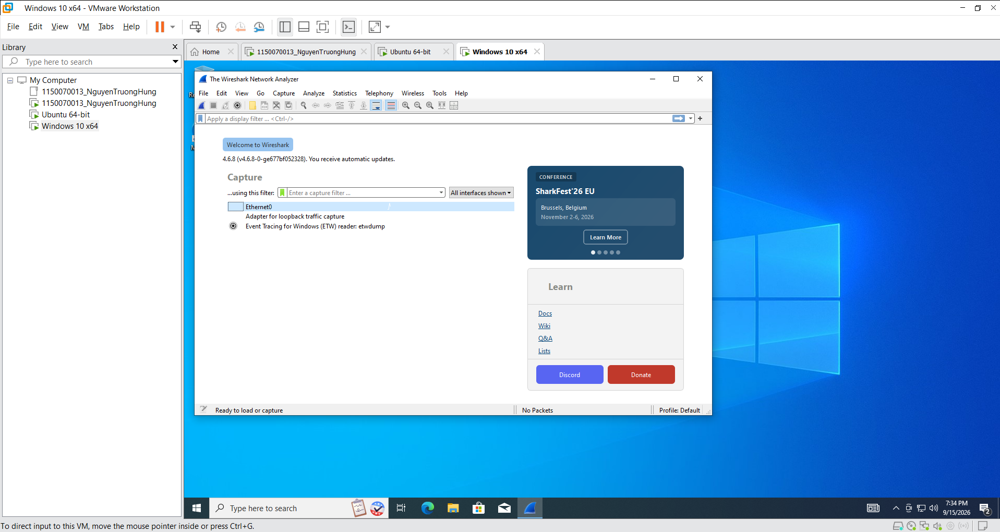 Windows 10 x64 - VMware Workstation
File Edit View VM Tabs Help
Library
Type here to search
My Computer
1150070013_NguyenTruongHung
1150070013_NguyenTruongHung
Ubuntu 64-bit
Windows 10 x64
Home
1150070013_NguyenTruongHung
Ubuntu 64-bit
Windows 10 x64
The Wireshark Network Analyzer
File Edit View Go Capture Analyze Statistics Telephony Wireless Tools Help
Apply a display filter ... <Ctrl-/>
Welcome to Wireshark
4.6.8 (v4.6.8-0-ge677bf052328). You receive automatic updates.
Capture
...using this filter: Enter a capture filter ... All interfaces shown
Ethernet0
Adapter for loopback traffic capture
Event Tracing for Windows (ETW) reader: etwdump
CONFERENCE
SharkFest'26 EU
Brussels, Belgium
November 2-6, 2026
Learn More
Learn
Docs
Wiki
Q&A
Lists
Discord Donate
Ready to load or capture No Packets Profile: Default
Type here to search
7:34 PM
9/15/2026
2
To direct input to this VM, move the mouse pointer inside or press Ctrl+G.